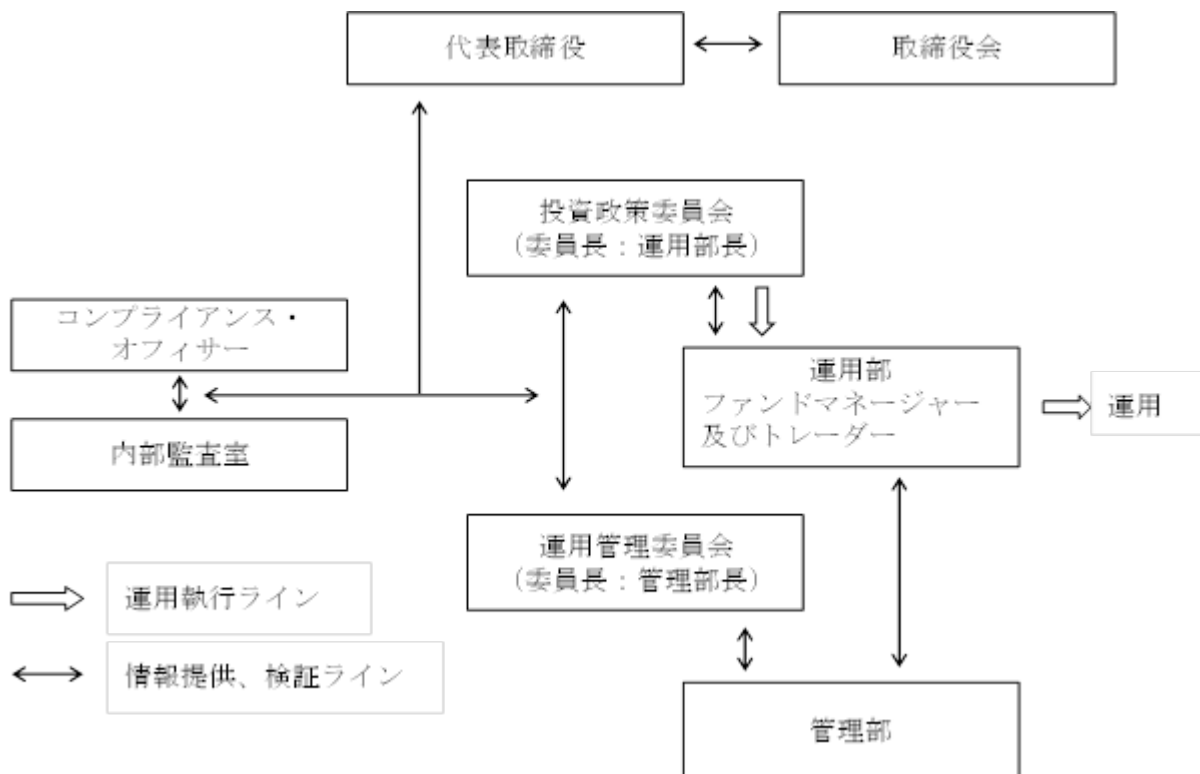 代表取締役
取締役会
投資政策委員会
（委員長：運用部長）
コンプライアンス・
オフィサー
運用部
ファンドマネージャー
及びトレーダー
運用
内部監査室
運用管理委員会
（委員長：管理部長）
運用執行ライン
情報提供、検証ライン
管理部